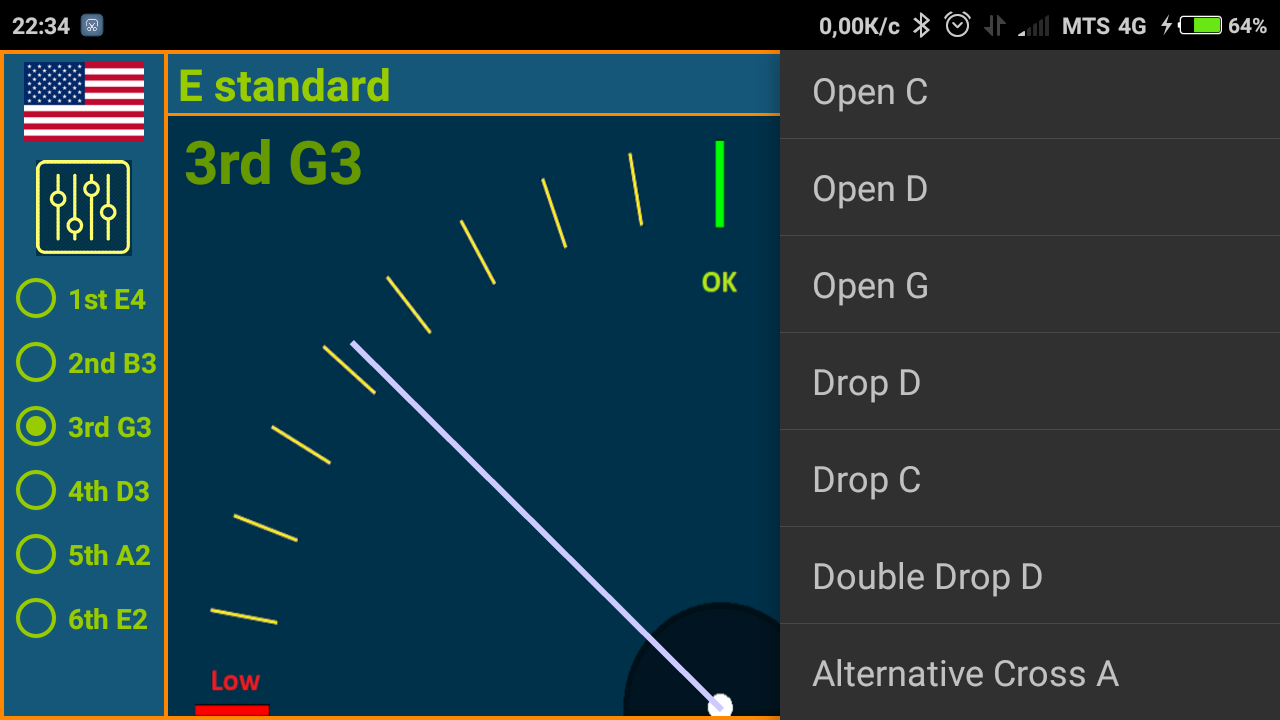 22:34
0,00K/c MTS 4G 64%
E standard
3rd G3
1st E4
2nd B3
3rd G3
4th D3
5th A2
6th E2
OK
Low
Open C
Open D
Open G
Drop D
Drop C
Double Drop D
Alternative Cross A